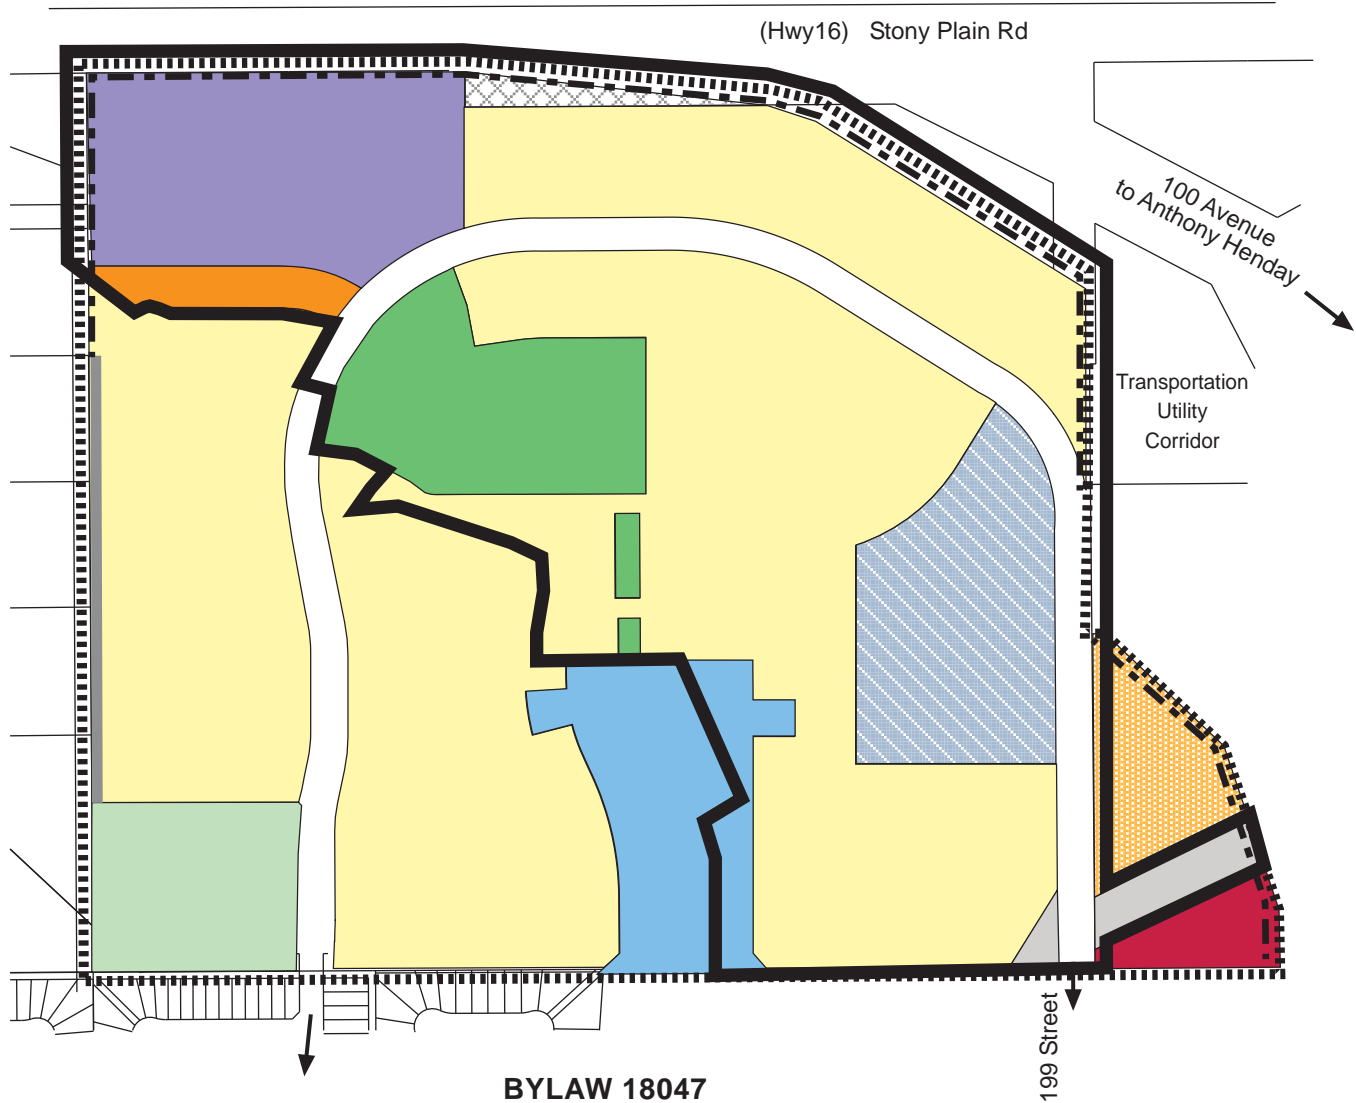 (Hwy16) Stony Plain Rd
100 Avenue
to Anthony Henday
Transportation
Utility
Corridor
199 Street
BYLAW 18047